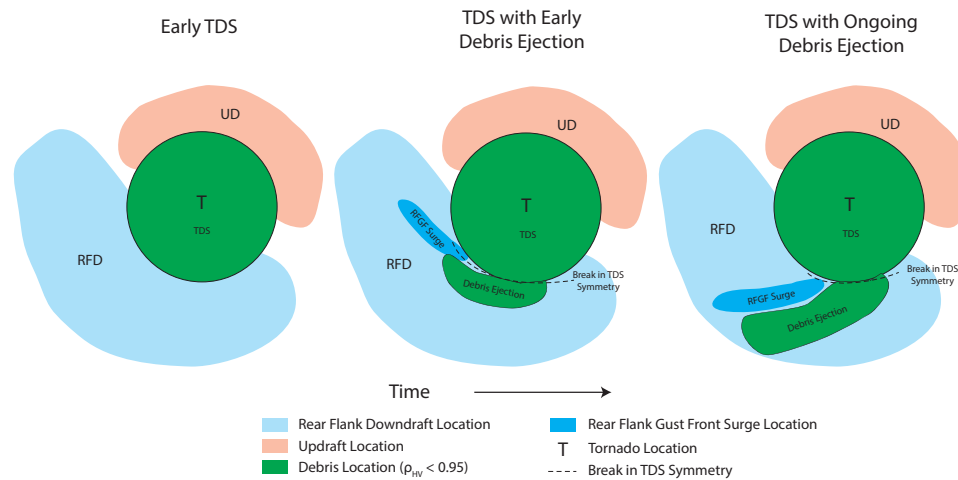 Early TDS
TDS with Early
Debris Ejection
TDS with Ongoing
Debris Ejection
UD
T
TDS
RFD
UD
T
TDS
RFGF Surge
RFD
Debris Ejection
Break in TDS
Symmetry
UD
T
TDS
RFD
Break in TDS
Symmetry
RFGF Surge
Debris Ejection
Time
Rear Flank Downdraft Location
Updraft Location
Debris Location (ρHV < 0.95)
Rear Flank Gust Front Surge Location
T Tornado Location
Break in TDS Symmetry